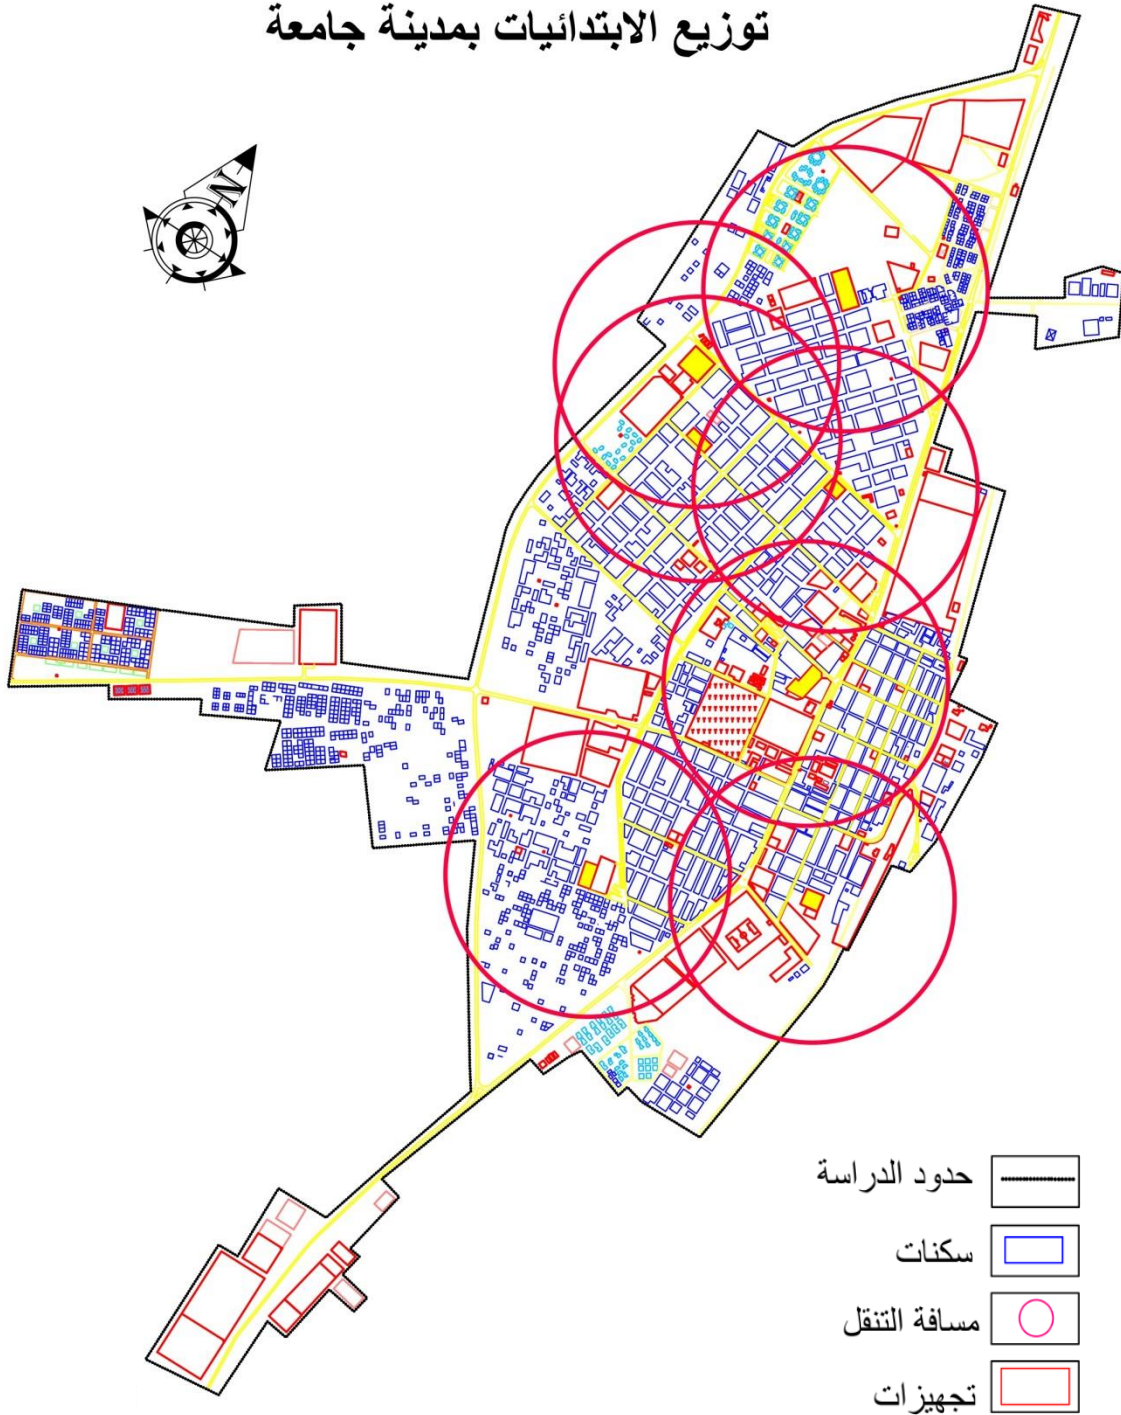 توزيع الابتدائيات بمدينة جامعة
N
حدود الدراسة
سكنات
مسافة التنقل
تجهيزات